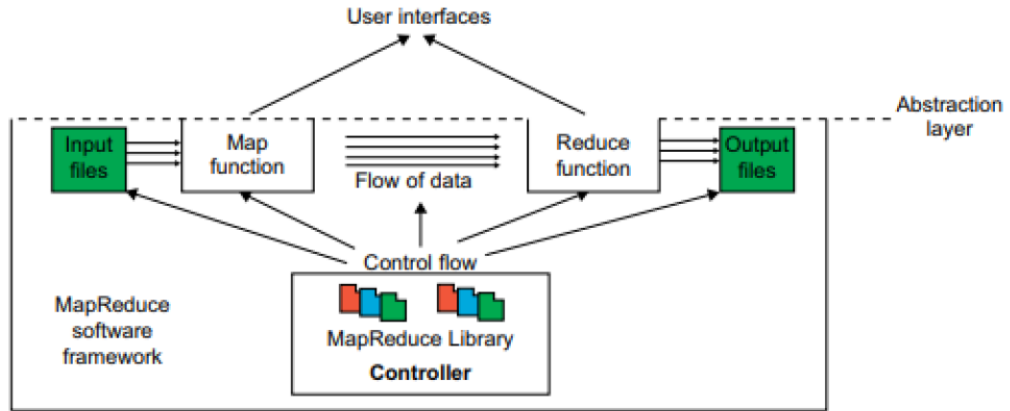 User interfaces
Abstraction
layer
Input
files
Map
function
Reduce
function
Output
files
Flow of data
Control flow
MapReduce
software
framework
MapReduce Library
Controller